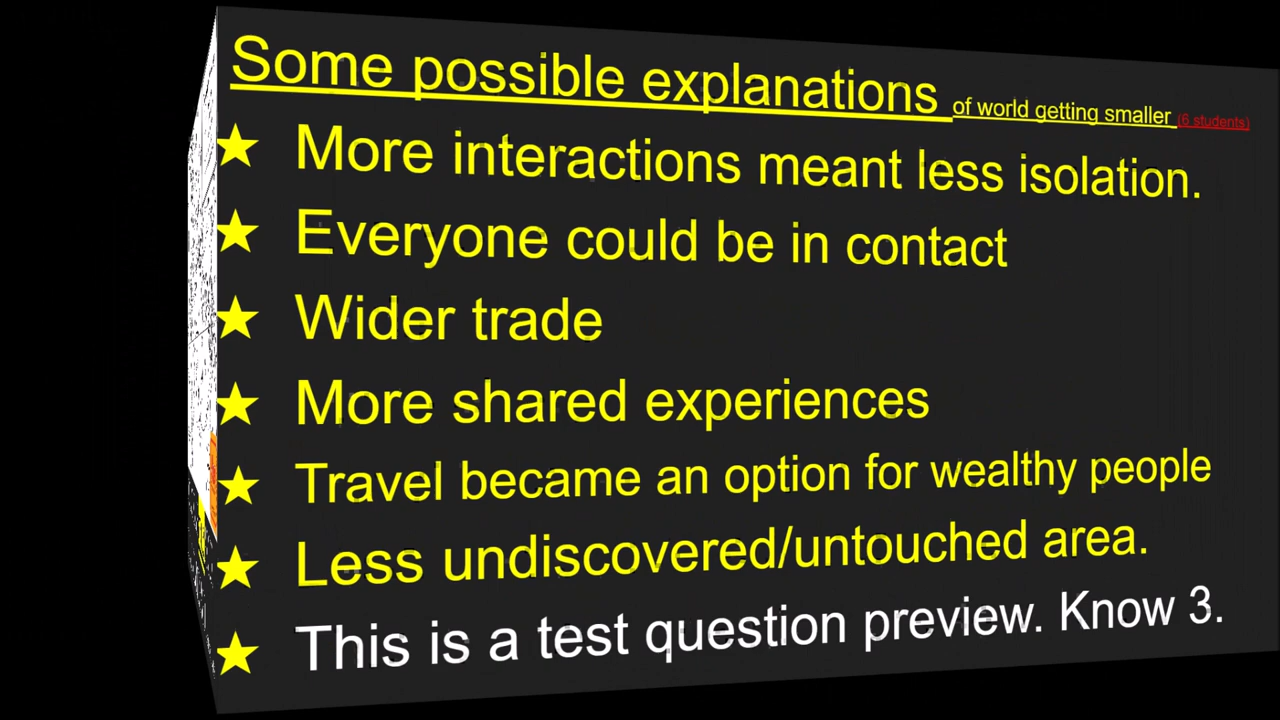 Some possible explanations of world getting smaller (6 students)
More interactions meant less isolation.
Everyone could be in contact
Wider trade
More shared experiences
Travel became an option for wealthy people
Less undiscovered/untouched area.
This is a test question preview. Know 3.